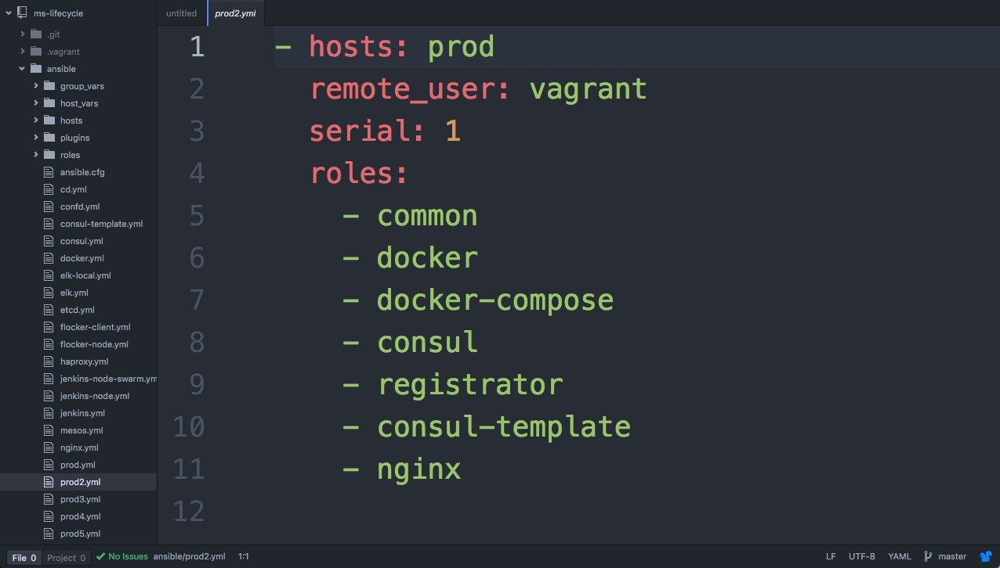 ms-lifecycle
.git
.vagrant
ansible
group_vars
host_vars
hosts
plugins
roles
ansible.cfg
cd.yml
confd.yml
consul-template.yml
consul.yml
docker.yml
elk-local.yml
elk.yml
etcd.yml
flocker-client.yml
flocker-node.yml
haproxy.yml
jenkins-node-swarm.ym
jenkins-node.yml
jenkins.yml
mesos.yml
nginx.yml
prod.yml
prod2.yml
prod3.yml
prod4.yml
prod5.yml
untitled prod2.yml
1 - hosts: prod
2 remote_user: vagrant
3 serial: 1
4 roles:
5 - common
6 - docker
7 - docker-compose
8 - consul
9 - registrator
10 - consul-template
11 - nginx
12
File 0 Project 0 No Issues ansible/prod2.yml 1:1 LF UTF-8 YAML master